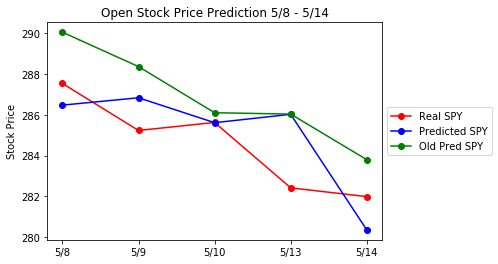 Open Stock Price Prediction 5/8 - 5/14
Stock Price
290
288
286
284
282
280
5/8
5/9
5/10
5/13
5/14
Real SPY
Predicted SPY
Old Pred SPY